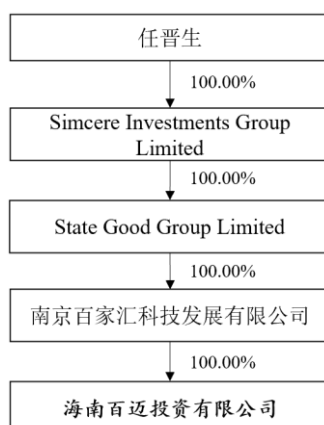 任晋生
100.00%
Simcere Investments Group
Limited
100.00%
State Good Group Limited
100.00%
南京百家汇科技发展有限公司
100.00%
海南百迈投资有限公司